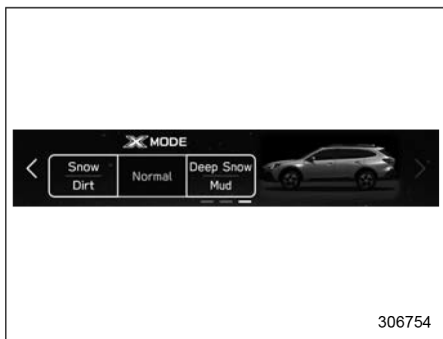 X MODE
Snow
Dirt
Normal
Deep Snow
Mud
306754